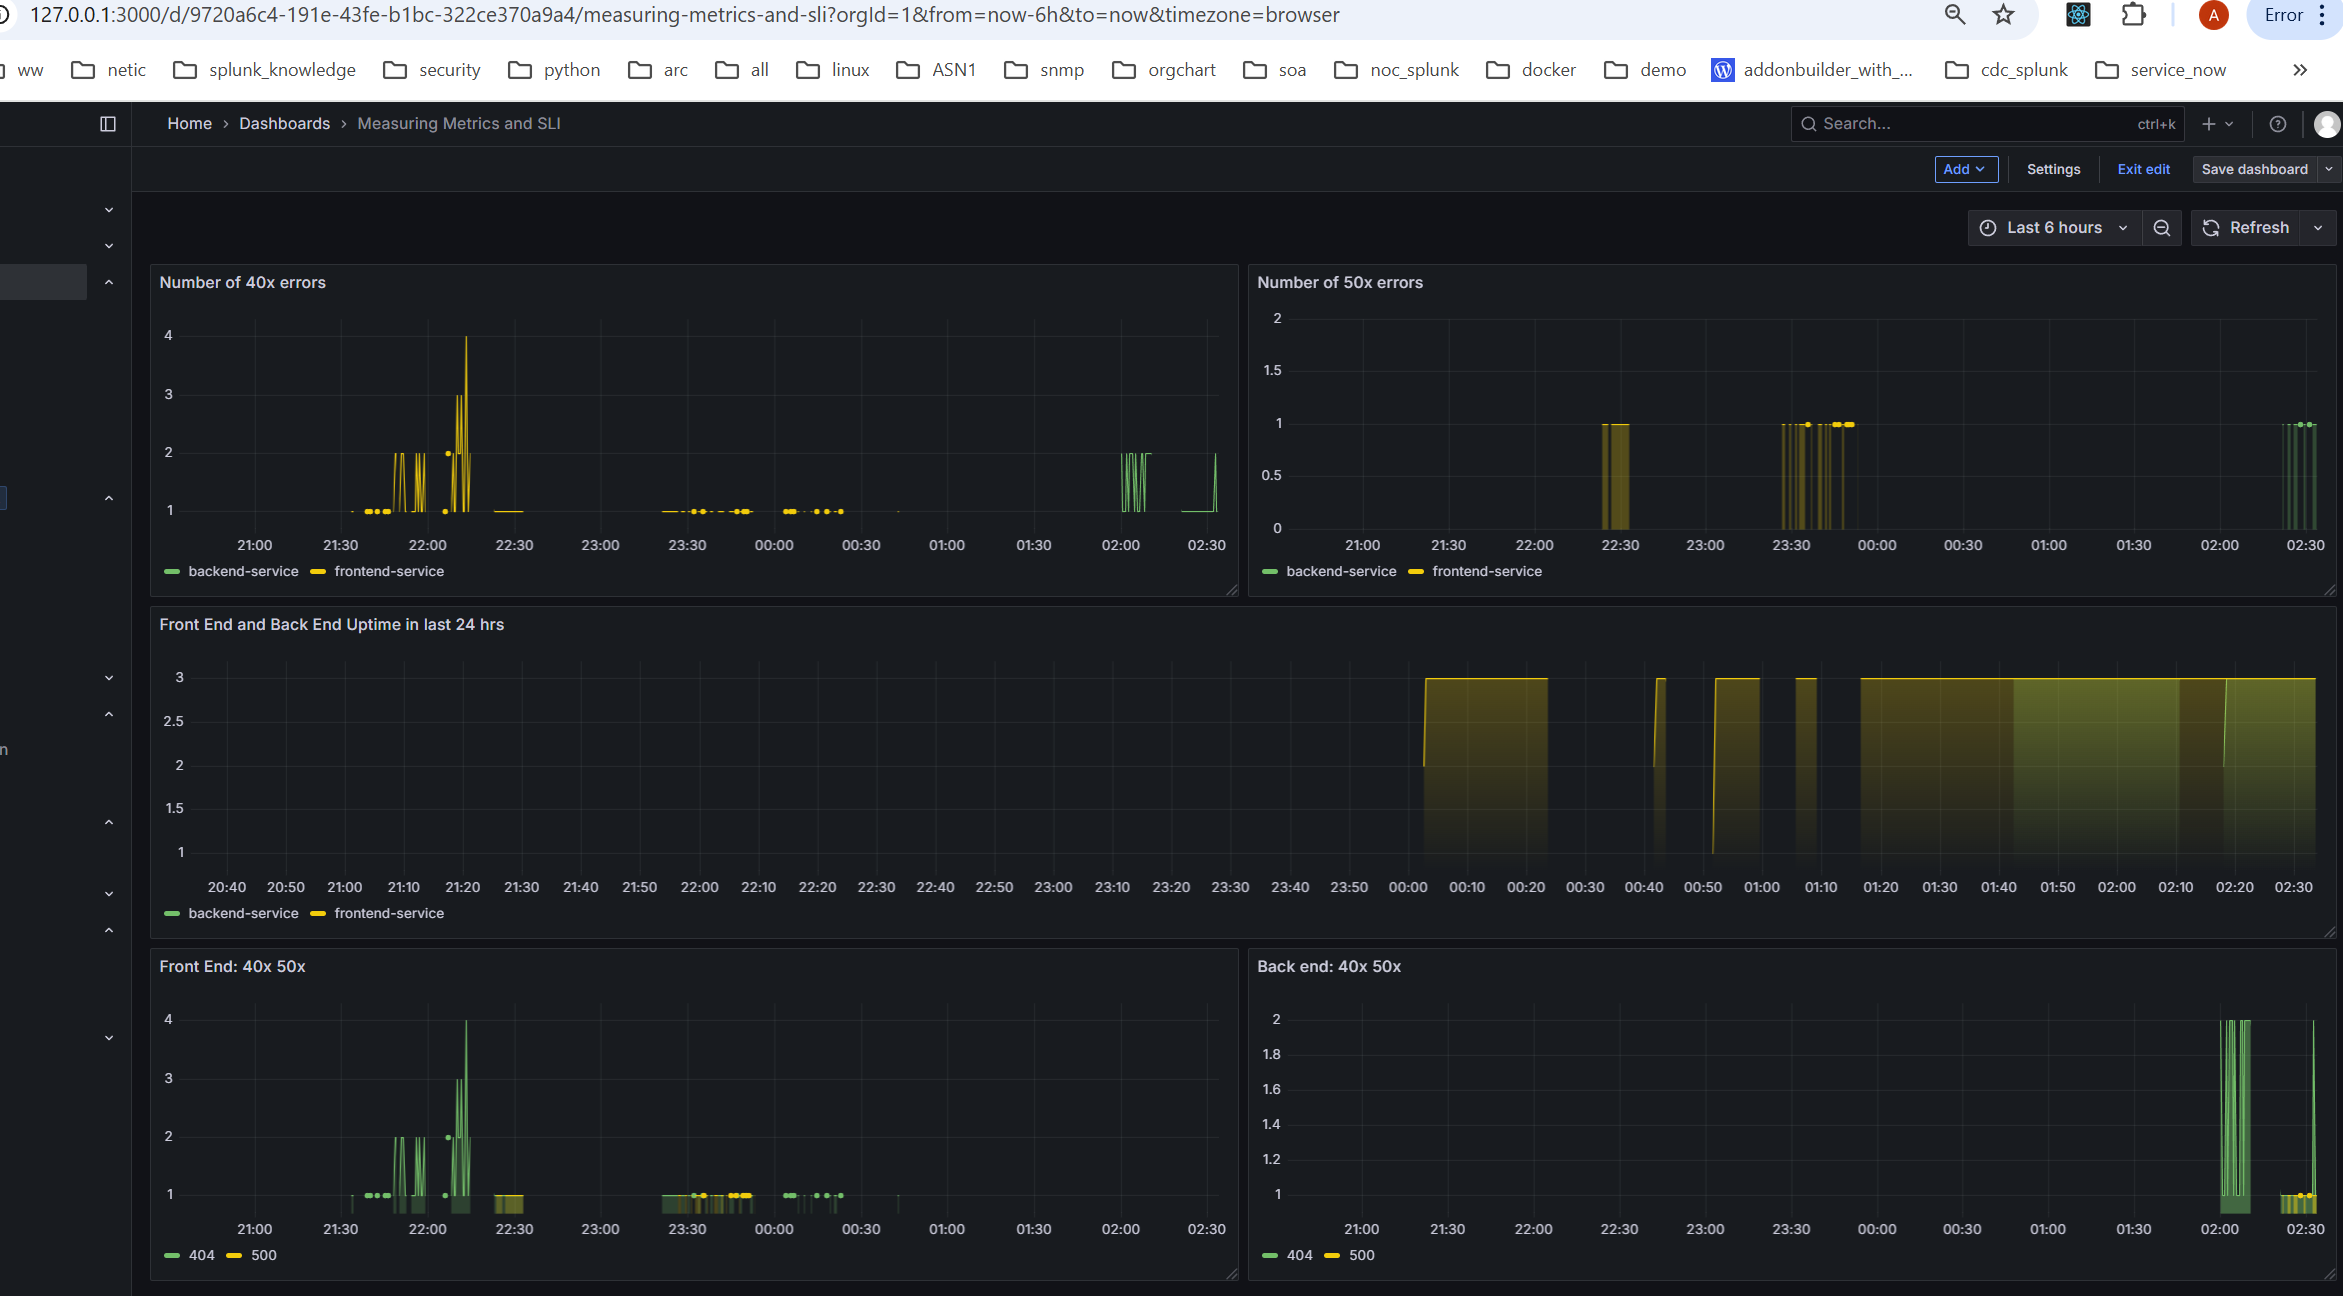 127.0.0.1:3000/d/9720a6c4-191e-43fe-b1bc-322ce370a9a4/measuring-metrics-and-sli?orgId=1&from=now-6h&to=now&timezone=browser A Error
ww netic splunk_knowledge security python arc all linux ASN1 snmp orgchart soa noc_splunk docker demo addonbuilder_with_... cdc_splunk service_now »
Home › Dashboards › Measuring Metrics and SLI Search... ctrl+k
Add Settings Exit edit Save dashboard
Last 6 hours Refresh
Number of 40x errors
4
3
2
1
21:00 21:30 22:00 22:30 23:00 23:30 00:00 00:30 01:00 01:30 02:00 02:30
backend-service frontend-service
Number of 50x errors
2
1.5
1
0.5
0
21:00 21:30 22:00 22:30 23:00 23:30 00:00 00:30 01:00 01:30 02:00 02:30
backend-service frontend-service
Front End and Back End Uptime in last 24 hrs
3
2.5
2
1.5
1
20:40 20:50 21:00 21:10 21:20 21:30 21:40 21:50 22:00 22:10 22:20 22:30 22:40 22:50 23:00 23:10 23:20 23:30 23:40 23:50 00:00 00:10 00:20 00:30 00:40 00:50 01:00 01:10 01:20 01:30 01:40 01:50 02:00 02:10 02:20 02:30
backend-service frontend-service
n
Front End: 40x 50x
4
3
2
1
21:00 21:30 22:00 22:30 23:00 23:30 00:00 00:30 01:00 01:30 02:00 02:30
404 500
Back end: 40x 50x
2
1.8
1.6
1.4
1.2
1
21:00 21:30 22:00 22:30 23:00 23:30 00:00 00:30 01:00 01:30 02:00 02:30
404 500